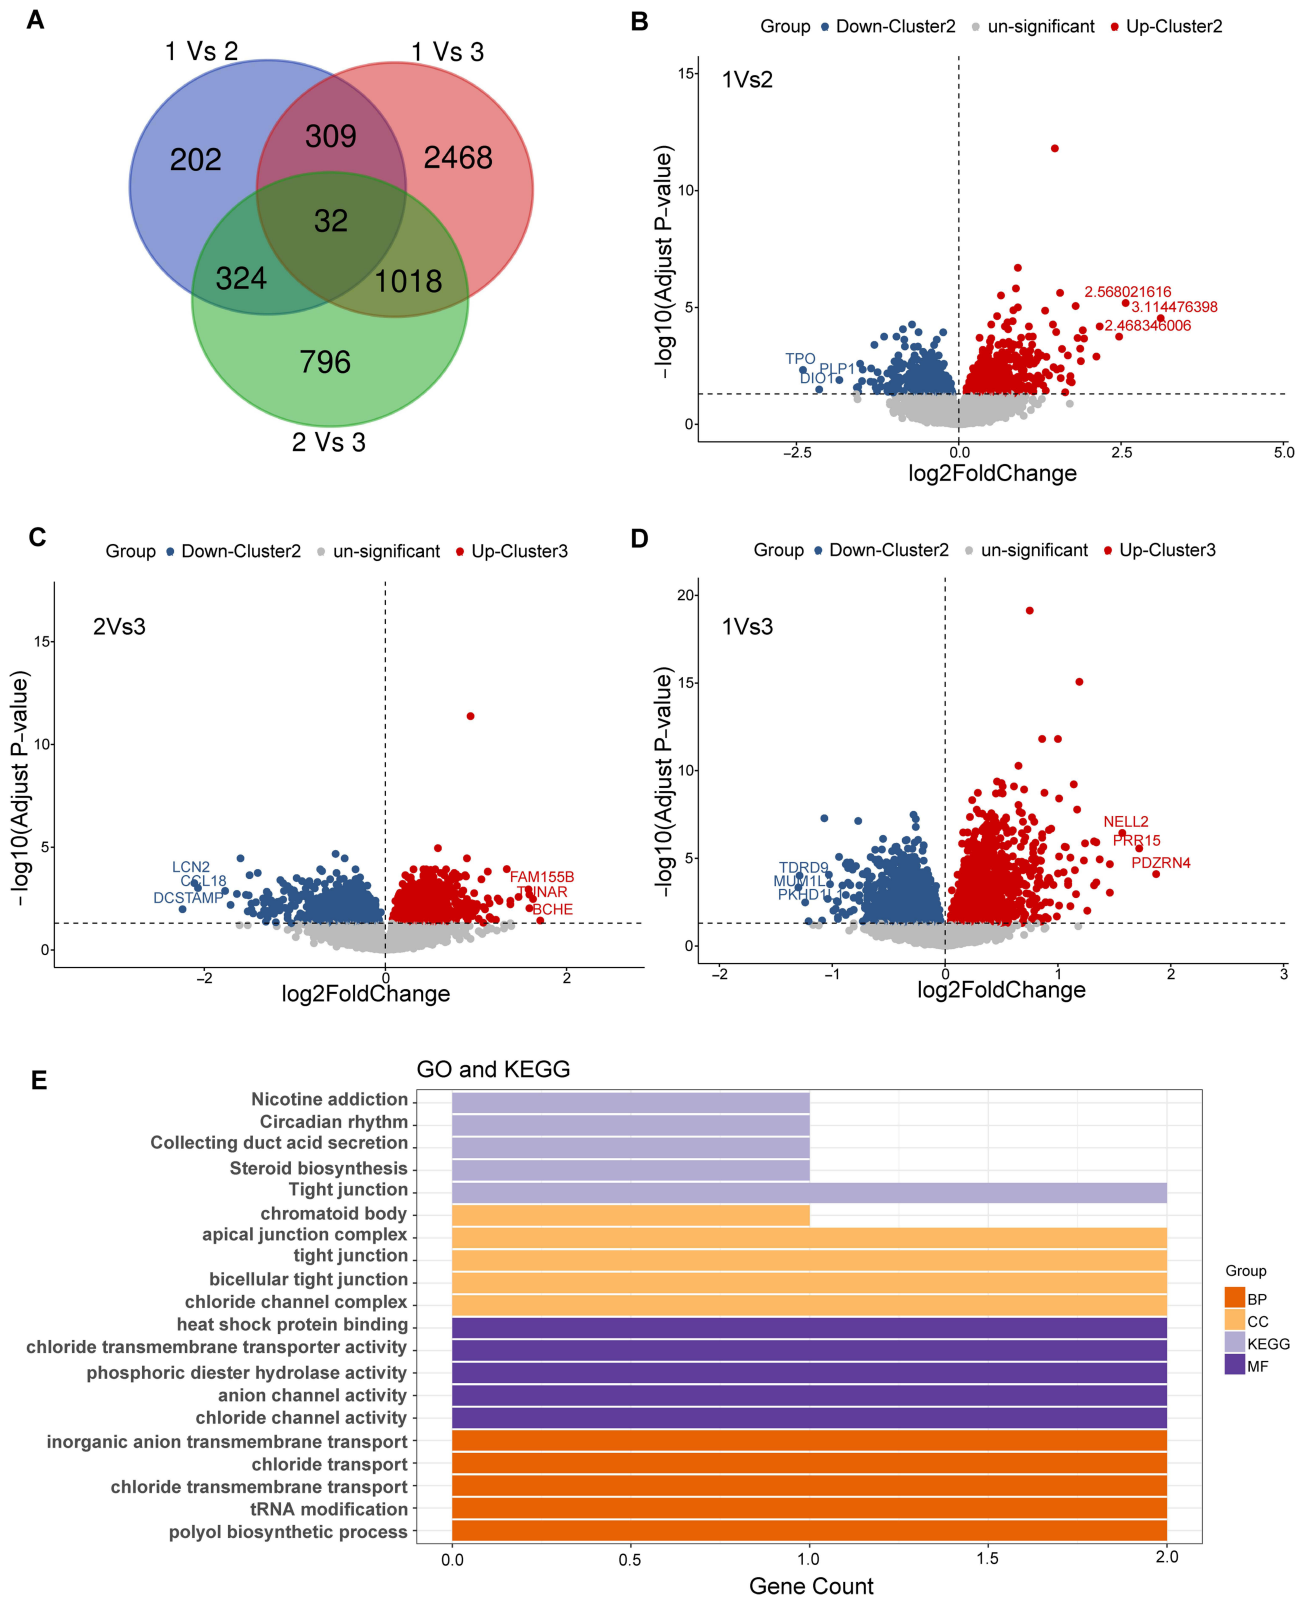 A
1 Vs 2
1 Vs 3
309
202
2468
32
324
1018
796
2 Vs 3
B
Group Down-Cluster2 un-significant Up-Cluster2
1Vs2
15
10
5
0
−log10(Adjust P−value)
2.568021616
3.114476398
2.468346006
TPO
PLP1
DIO1
−2.5 0.0 2.5 5.0
log2FoldChange
C
Group Down-Cluster2 un-significant Up-Cluster3
2Vs3
15
10
5
0
−log10(Adjust P−value)
LCN2
CCL18
DCSTAMP
FAM155B
BCHE
−2 0 2
log2FoldChange
D
Group Down-Cluster2 un-significant Up-Cluster3
1Vs3
20
15
10
5
0
−log10(Adjust P−value)
NELL2
PRR15
PDZRN4
TDRD9
MUM1L1
PKHD1L1
−2 −1 0 1 2 3
log2FoldChange
E
GO and KEGG
Nicotine addiction
Circadian rhythm
Collecting duct acid secretion
Steroid biosynthesis
Tight junction
chromatoid body
apical junction complex
tight junction
bicellular tight junction
chloride channel complex
heat shock protein binding
chloride transmembrane transporter activity
phosphoric diester hydrolase activity
anion channel activity
chloride channel activity
inorganic anion transmembrane transport
chloride transport
chloride transmembrane transport
tRNA modification
polyol biosynthetic process
0.0 0.5 1.0 1.5 2.0
Gene Count
Group
BP
CC
KEGG
MF